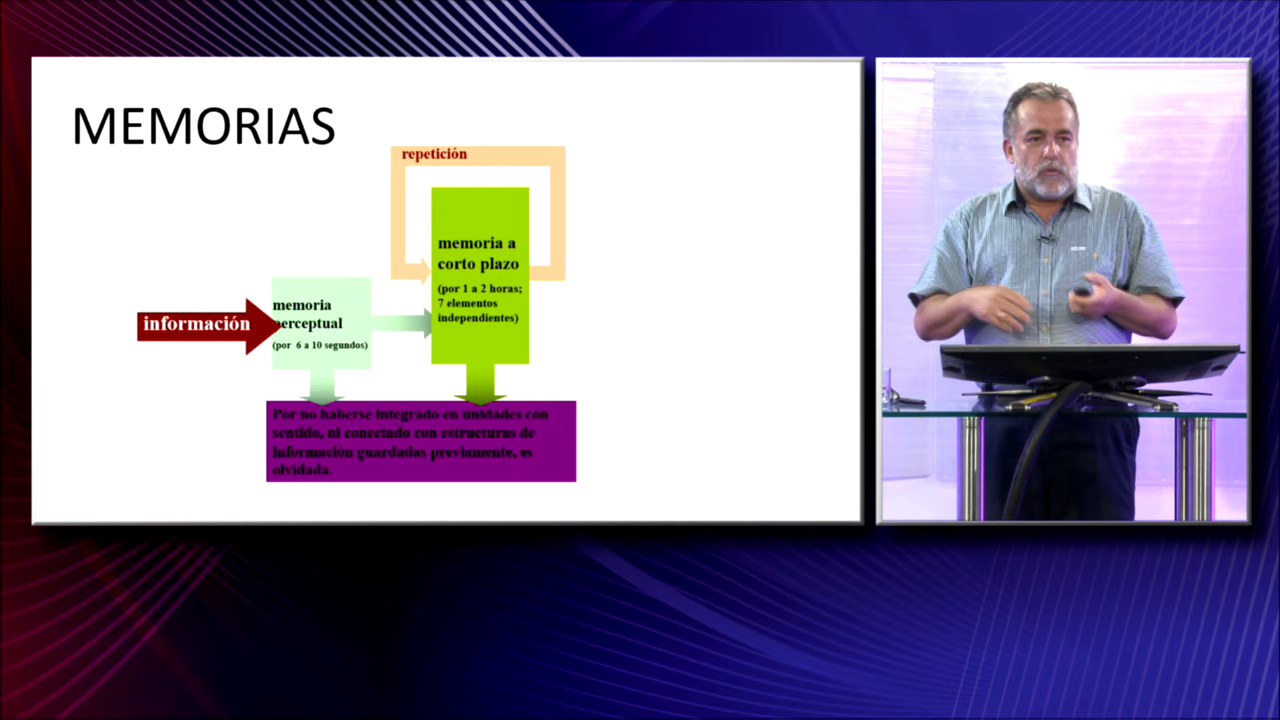 MEMORIAS
repetición
memoria a
corto plazo
(por 1 a 2 horas;
7 elementos
independientes)
información
memoria
perceptual
(por 6 a 10 segundos)
Por no haberse integrado en unidades con
sentido, ni conectado con estructuras de
información guardadas previamente, es
olvidada.